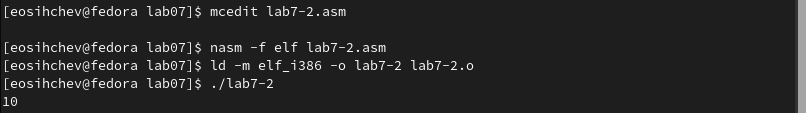 [eosihchev@fedora lab07]$ mcedit lab7-2.asm
[eosihchev@fedora lab07]$ nasm -f elf lab7-2.asm
[eosihchev@fedora lab07]$ ld -m elf_i386 -o lab7-2 lab7-2.o
[eosihchev@fedora lab07]$ ./lab7-2
10